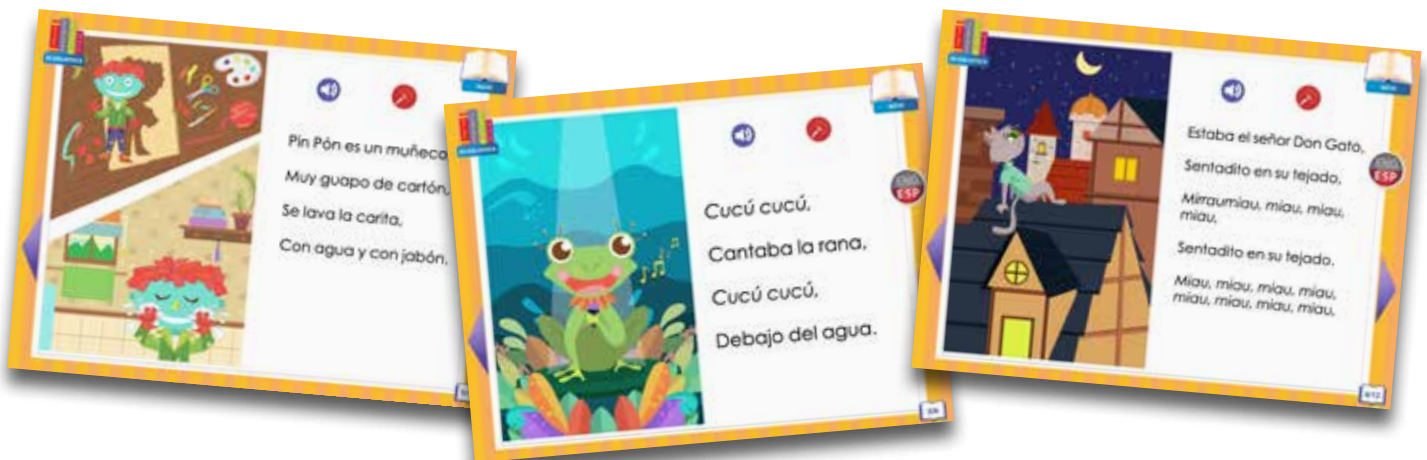 Pin Pón es un muñeco
Muy guapo de cartón,
Se lava la carita,
Con agua y con jabón.
Cucú cucú,
Cantaba la rana,
Cucú cucú,
Debajo del agua.
ESP
Estaba el señor Don Gato,
Sentadito en su tejado,
Mirraumiau, miau, miau,
miau,
Sentadito en su tejado.
Miau, miau, miau, miau,
miau, miau, miau, miau.
ESP